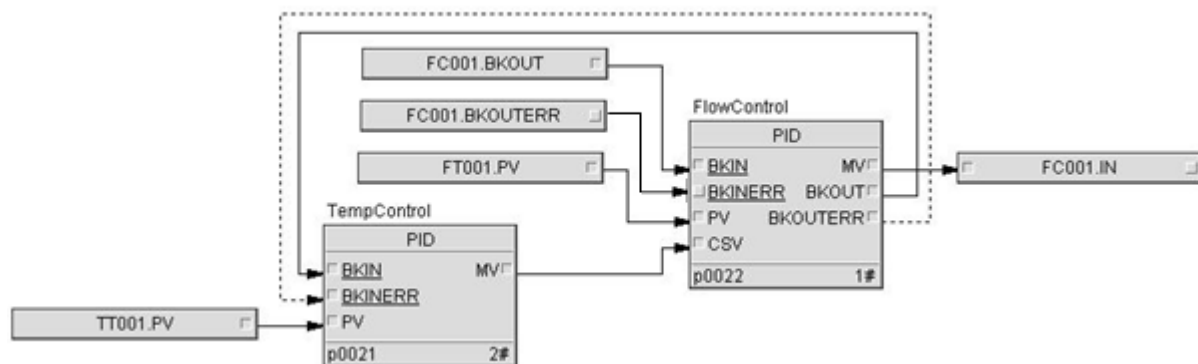 FC001.BKOUT
FC001.BKOUTERR
FT001.PV
FlowControl
PID
BKIN MV
BKINERR BKOUT
PV BKOUTERR
CSV
p0022 1#
FC001.IN
TempControl
PID
BKIN MV
BKINERR
PV
p0021 2#
TT001.PV